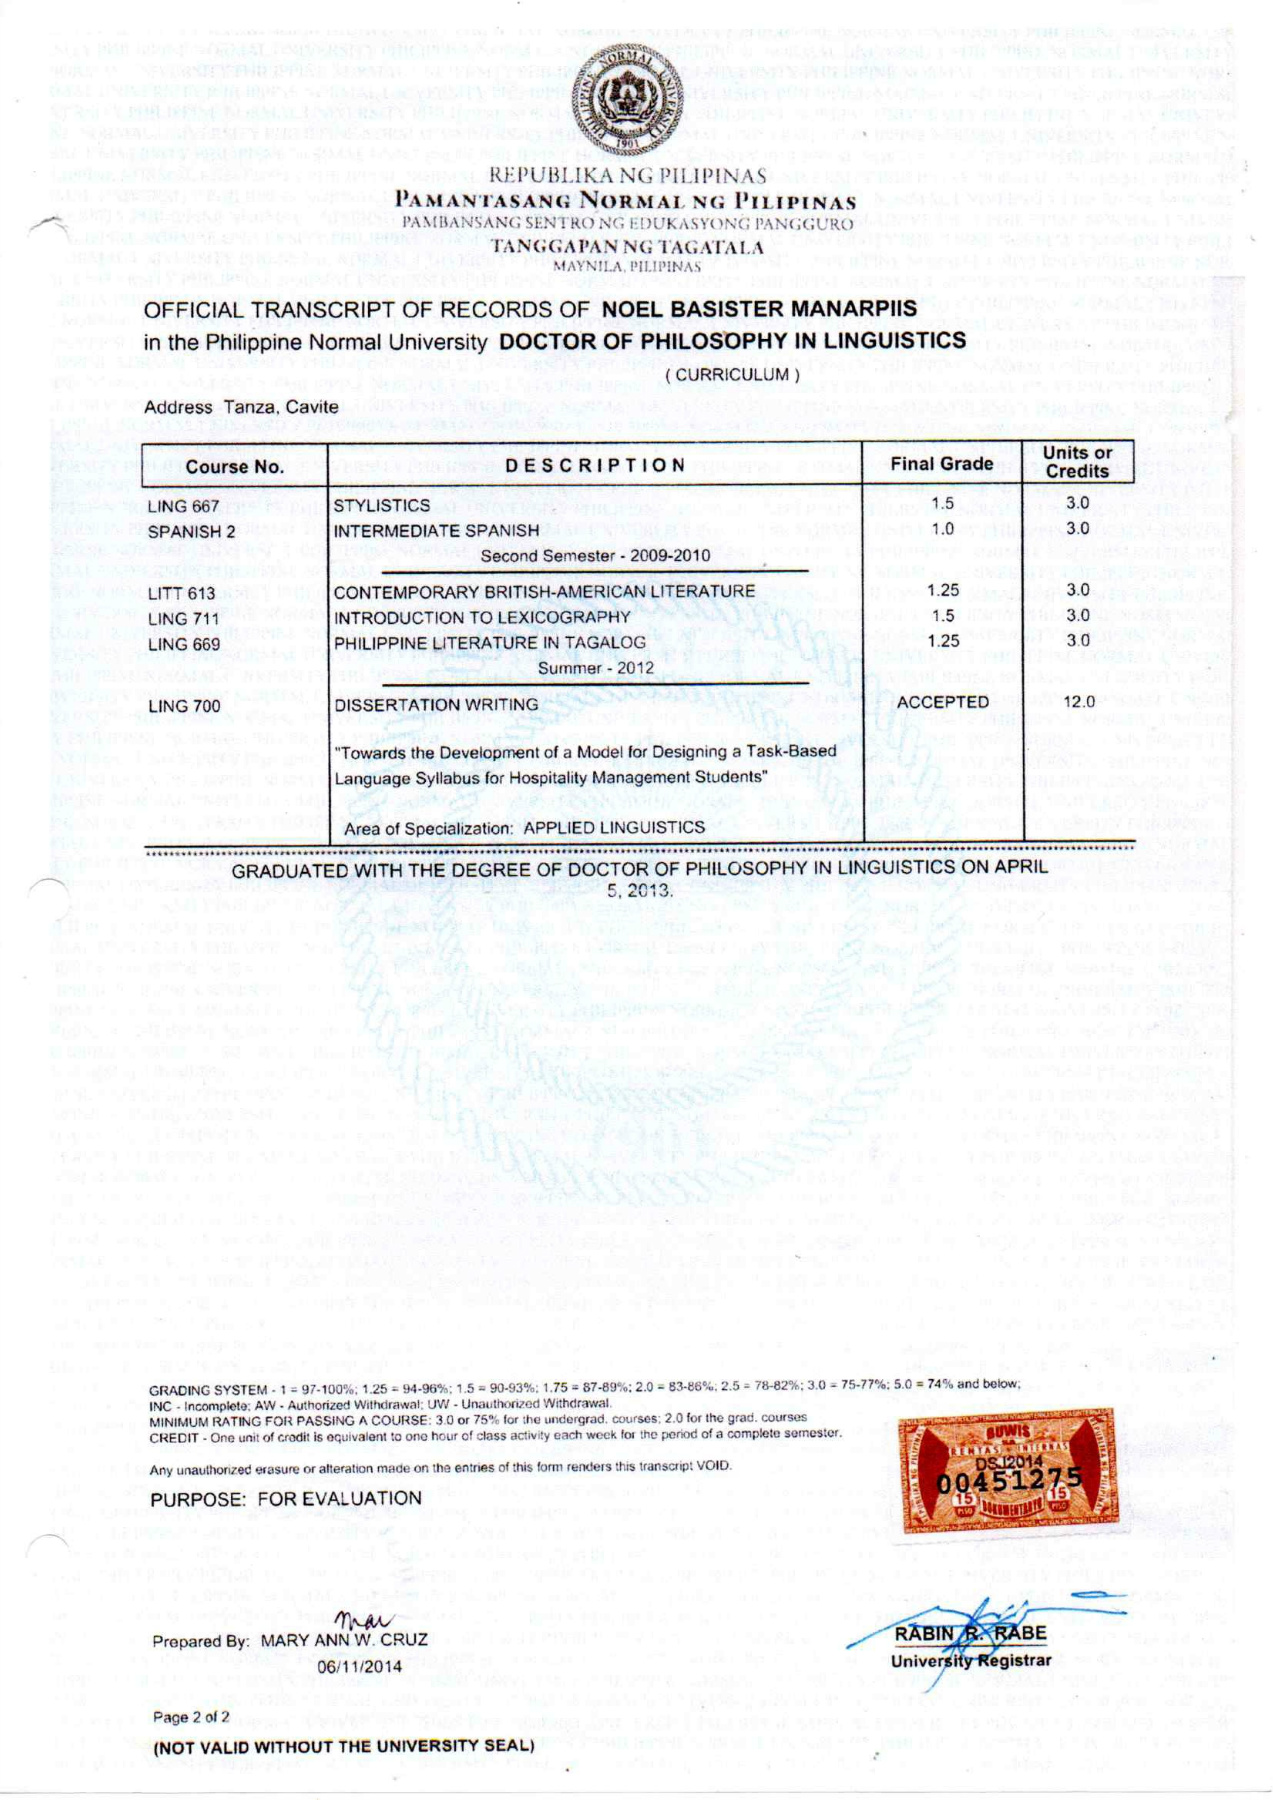 PHILIPPINE NORMAL UNIVERSITY
1901
REPUBLIKA NG PILIPINAS
PAMANTASANG NORMAL NG PILIPINAS
PAMBANSANG SENTRO NG EDUKASYONG PANGGURO
TANGGAPAN NG TAGATALA
MAYNILA, PILIPINAS
OFFICIAL TRANSCRIPT OF RECORDS OF NOEL BASISTER MANARPIIS
in the Philippine Normal University DOCTOR OF PHILOSOPHY IN LINGUISTICS
( CURRICULUM )
Address Tanza, Cavite
Course No. DESCRIPTION Final Grade Units or Credits
LING 667 STYLISTICS 1.5 3.0
SPANISH 2 INTERMEDIATE SPANISH 1.0 3.0
Second Semester - 2009-2010
LITT 613 CONTEMPORARY BRITISH-AMERICAN LITERATURE 1.25 3.0
LING 711 INTRODUCTION TO LEXICOGRAPHY 1.5 3.0
LING 669 PHILIPPINE LITERATURE IN TAGALOG 1.25 3.0
Summer - 2012
LING 700 DISSERTATION WRITING ACCEPTED 12.0
"Towards the Development of a Model for Designing a Task-Based
Language Syllabus for Hospitality Management Students"
Area of Specialization: APPLIED LINGUISTICS
GRADUATED WITH THE DEGREE OF DOCTOR OF PHILOSOPHY IN LINGUISTICS ON APRIL
5, 2013.
GRADING SYSTEM - 1 = 97-100%; 1.25 = 94-96%; 1.5 = 90-93%; 1.75 = 87-89%; 2.0 = 83-86%; 2.5 = 78-82%; 3.0 = 75-77%; 5.0 = 74% and below;
INC - Incomplete; AW - Authorized Withdrawal; UW - Unauthorized Withdrawal.
MINIMUM RATING FOR PASSING A COURSE: 3.0 or 75% for the undergrad. courses; 2.0 for the grad. courses
CREDIT - One unit of credit is equivalent to one hour of class activity each week for the period of a complete semester.
Any unauthorized erasure or alteration made on the entries of this form renders this transcript VOID.
PURPOSE: FOR EVALUATION
BUWIS
RENTAS INTERNAS
DSJ2014
00451275
15 PISO DOKUMENTARYO 15 PISO
Prepared By: MARY ANN W. CRUZ
06/11/2014
RABIN R. RABE
University Registrar
Page 2 of 2
(NOT VALID WITHOUT THE UNIVERSITY SEAL)